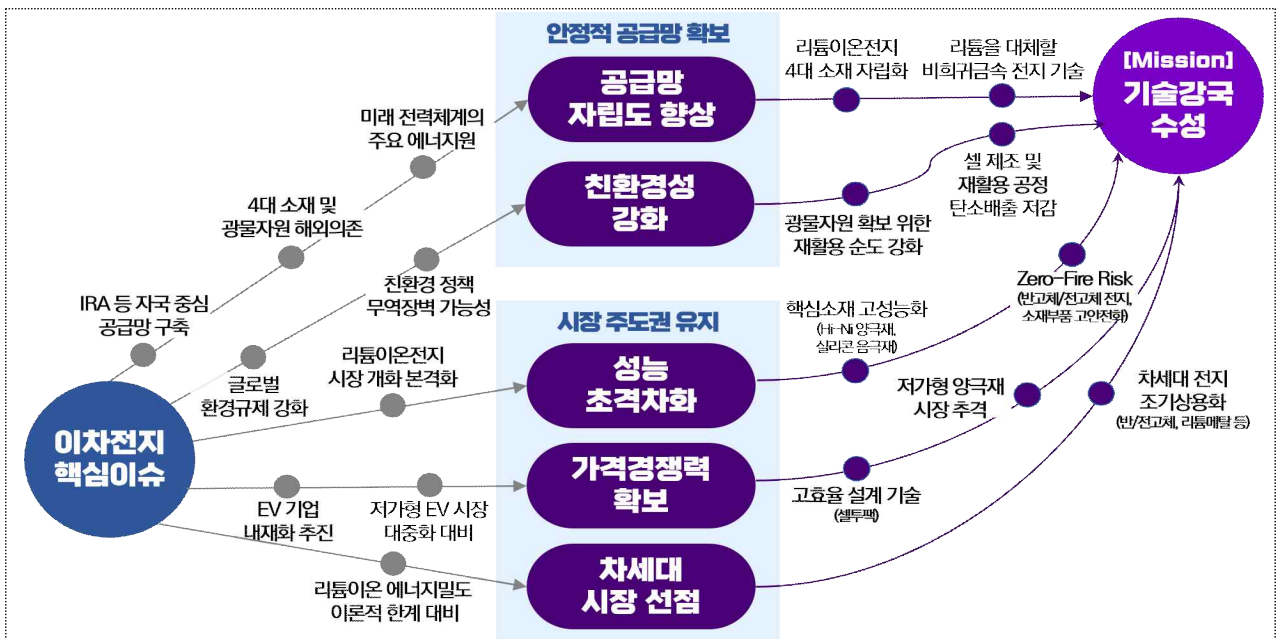 이차전지
핵심이슈
IRA 등 자국 중심
공급망 구축
4대 소재 및
광물자원 해외의존
미래 전력체계의
주요 에너지원
글로벌
환경규제 강화
친환경 정책
무역장벽 가능성
리튬이온전지
시장 개화 본격화
EV 기업
내재화 추진
저가형 EV 시장
대중화 대비
리튬이온 에너지밀도
이론적 한계 대비
안정적 공급망 확보
공급망
자립도 향상
친환경성
강화
시장 주도권 유지
성능
초격차화
가격경쟁력
확보
차세대
시장 선점
리튬이온전지
4대 소재 자립화
리튬을 대체할
비희귀금속 전지 기술
광물자원 확보 위한
재활용 순도 강화
셀 제조 및
재활용 공정
탄소배출 저감
핵심소재 고성능화
(Hi-Ni 양극재,
실리콘 음극재)
Zero-Fire Risk
(반고체/전고체 전지,
소재부품 고안전화)
고효율 설계 기술
(셀투팩)
저가형 양극재
시장 추격
차세대 전지
조기상용화
(반/전고체, 리튬메탈 등)
[Mission]
기술강국
수성